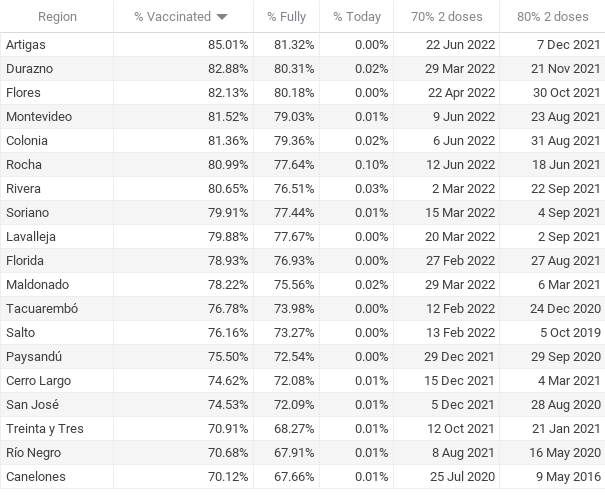 Region % Vaccinated % Fully % Today 70% 2 doses 80% 2 doses
Artigas 85.01% 81.32% 0.00% 22 Jun 2022 7 Dec 2021
Durazno 82.88% 80.31% 0.02% 29 Mar 2022 21 Nov 2021
Flores 82.13% 80.18% 0.00% 22 Apr 2022 30 Oct 2021
Montevideo 81.52% 79.03% 0.01% 9 Jun 2022 23 Aug 2021
Colonia 81.36% 79.36% 0.02% 6 Jun 2022 31 Aug 2021
Rocha 80.99% 77.64% 0.10% 12 Jun 2022 18 Jun 2021
Rivera 80.65% 76.51% 0.03% 2 Mar 2022 22 Sep 2021
Soriano 79.91% 77.44% 0.01% 15 Mar 2022 4 Sep 2021
Lavalleja 79.88% 77.67% 0.00% 20 Mar 2022 2 Sep 2021
Florida 78.93% 76.93% 0.00% 27 Feb 2022 27 Aug 2021
Maldonado 78.22% 75.56% 0.02% 29 Mar 2022 6 Mar 2021
Tacuarembó 76.78% 73.98% 0.00% 12 Feb 2022 24 Dec 2020
Salto 76.16% 73.27% 0.00% 13 Feb 2022 5 Oct 2019
Paysandú 75.50% 72.54% 0.00% 29 Dec 2021 29 Sep 2020
Cerro Largo 74.62% 72.08% 0.01% 15 Dec 2021 4 Mar 2021
San José 74.53% 72.09% 0.01% 5 Dec 2021 28 Aug 2020
Treinta y Tres 70.91% 68.27% 0.01% 12 Oct 2021 21 Jan 2021
Río Negro 70.68% 67.91% 0.01% 8 Aug 2021 16 May 2020
Canelones 70.12% 67.66% 0.01% 25 Jul 2020 9 May 2016